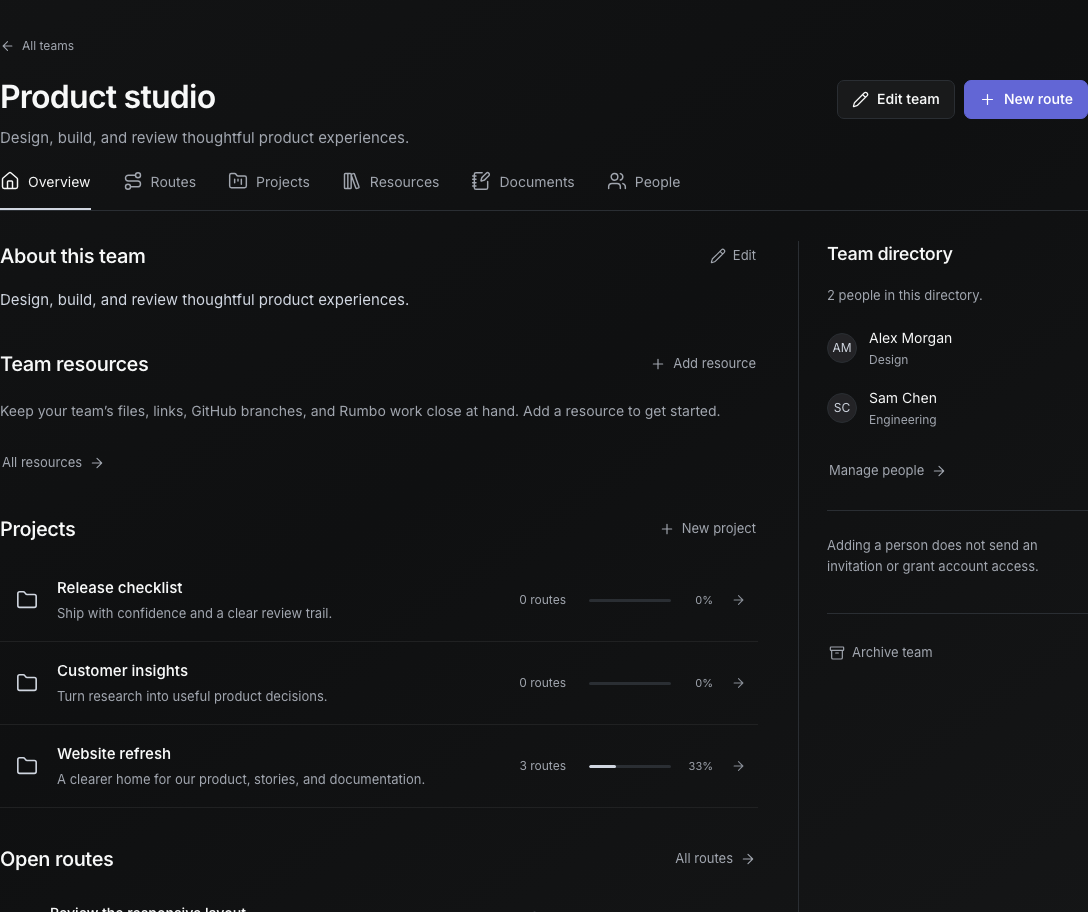 All teams
Product studio
Edit team
New route
Design, build, and review thoughtful product experiences.
Overview
Routes
Projects
Resources
Documents
People
About this team
Edit
Design, build, and review thoughtful product experiences.
Team resources
Add resource
Keep your team’s files, links, GitHub branches, and Rumbo work close at hand. Add a resource to get started.
All resources
Projects
New project
Release checklist
Ship with confidence and a clear review trail.
0 routes
0%
Customer insights
Turn research into useful product decisions.
0 routes
0%
Website refresh
A clearer home for our product, stories, and documentation.
3 routes
33%
Open routes
All routes
Review the responsive layout
Team directory
2 people in this directory.
AM
Alex Morgan
Design
SC
Sam Chen
Engineering
Manage people
Adding a person does not send an
invitation or grant account access.
Archive team